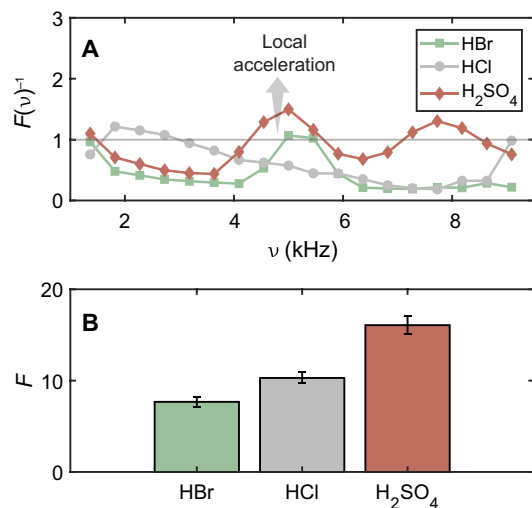 A
Local
acceleration
HBr
HCl
H₂SO₄
F(ν)⁻¹
3
2
1
0
2 4 6 8
ν (kHz)
B
F
20
10
0
HBr HCl H₂SO₄